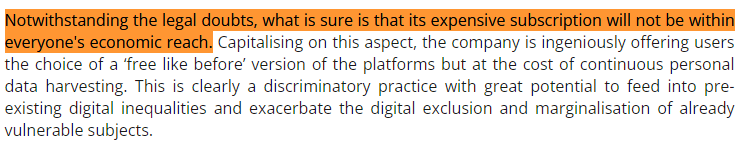 Notwithstanding the legal doubts, what is sure is that its expensive subscription will not be within
everyone's economic reach. Capitalising on this aspect, the company is ingeniously offering users
the choice of a ‘free like before’ version of the platforms but at the cost of continuous personal
data harvesting. This is clearly a discriminatory practice with great potential to feed into pre-
existing digital inequalities and exacerbate the digital exclusion and marginalisation of already
vulnerable subjects.